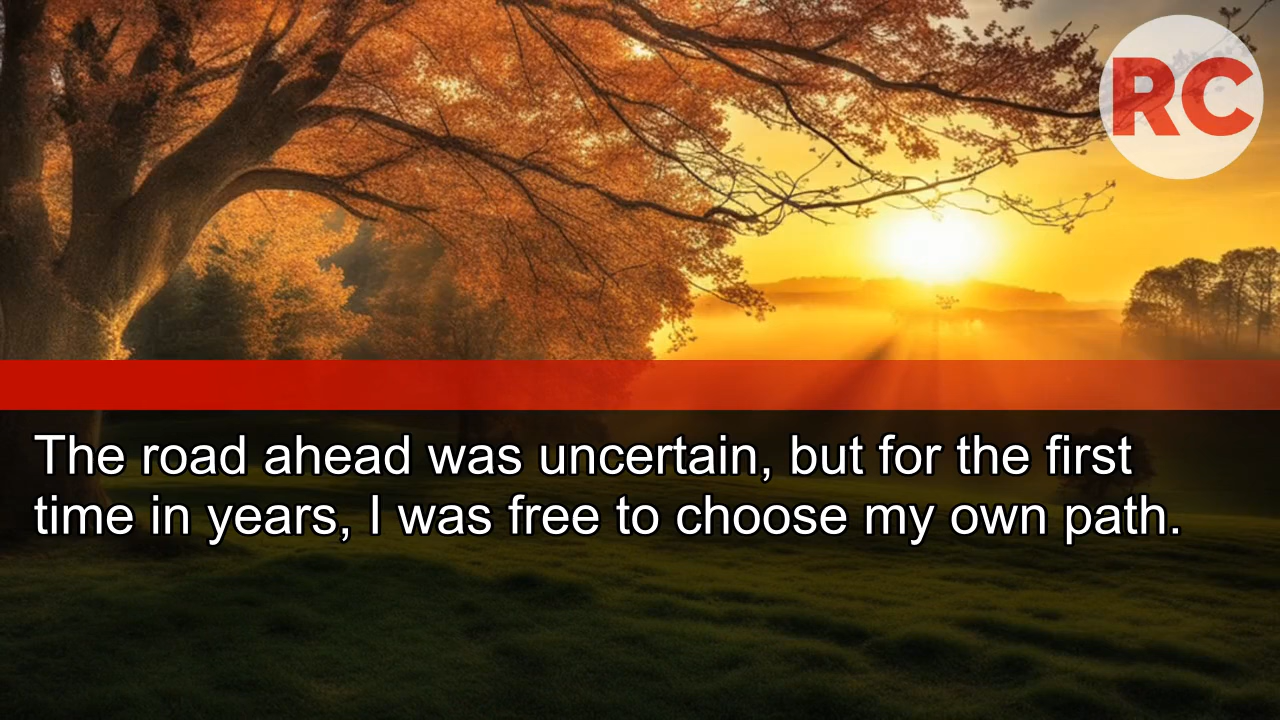 RC
The road ahead was uncertain, but for the first
time in years, I was free to choose my own path.